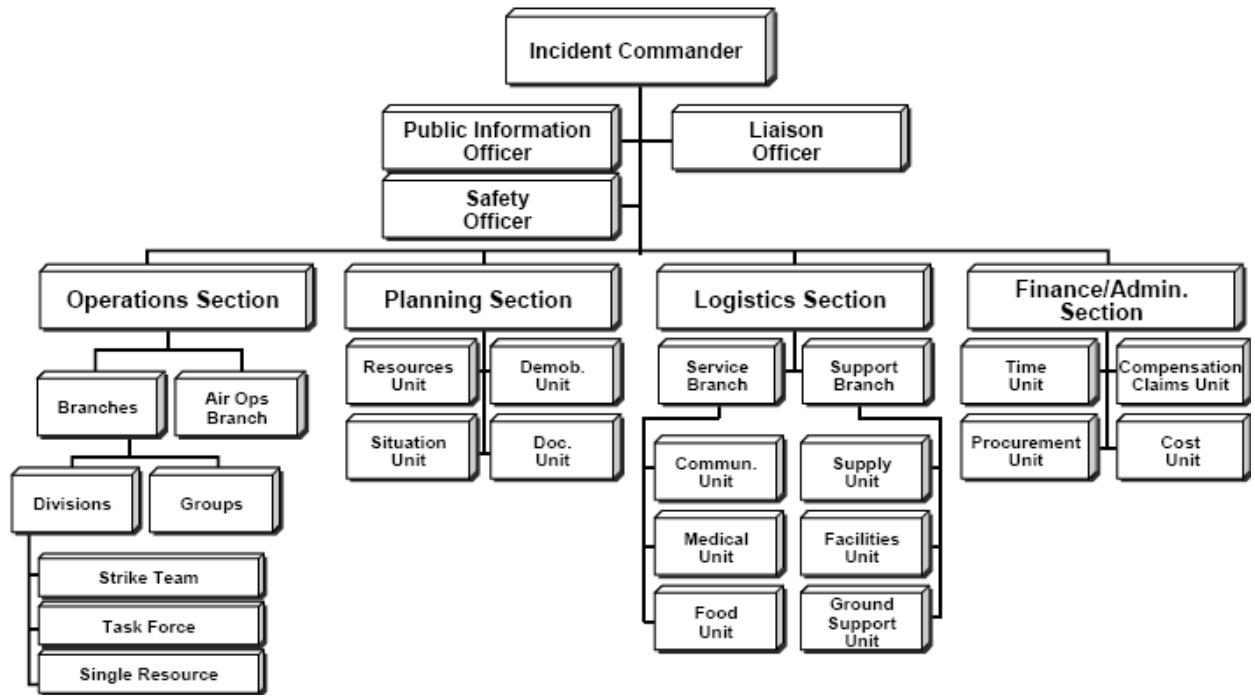 Incident Commander
Public Information
Officer
Liaison
Officer
Safety
Officer
Operations Section
Planning Section
Logistics Section
Finance/Admin.
Section
Branches
Air Ops
Branch
Resources
Unit
Demob.
Unit
Service
Branch
Support
Branch
Time
Unit
Compensation
Claims Unit
Situation
Unit
Doc.
Unit
Procurement
Unit
Cost
Unit
Divisions
Groups
Commun.
Unit
Supply
Unit
Medical
Unit
Facilities
Unit
Strike Team
Task Force
Single Resource
Food
Unit
Ground
Support
Unit